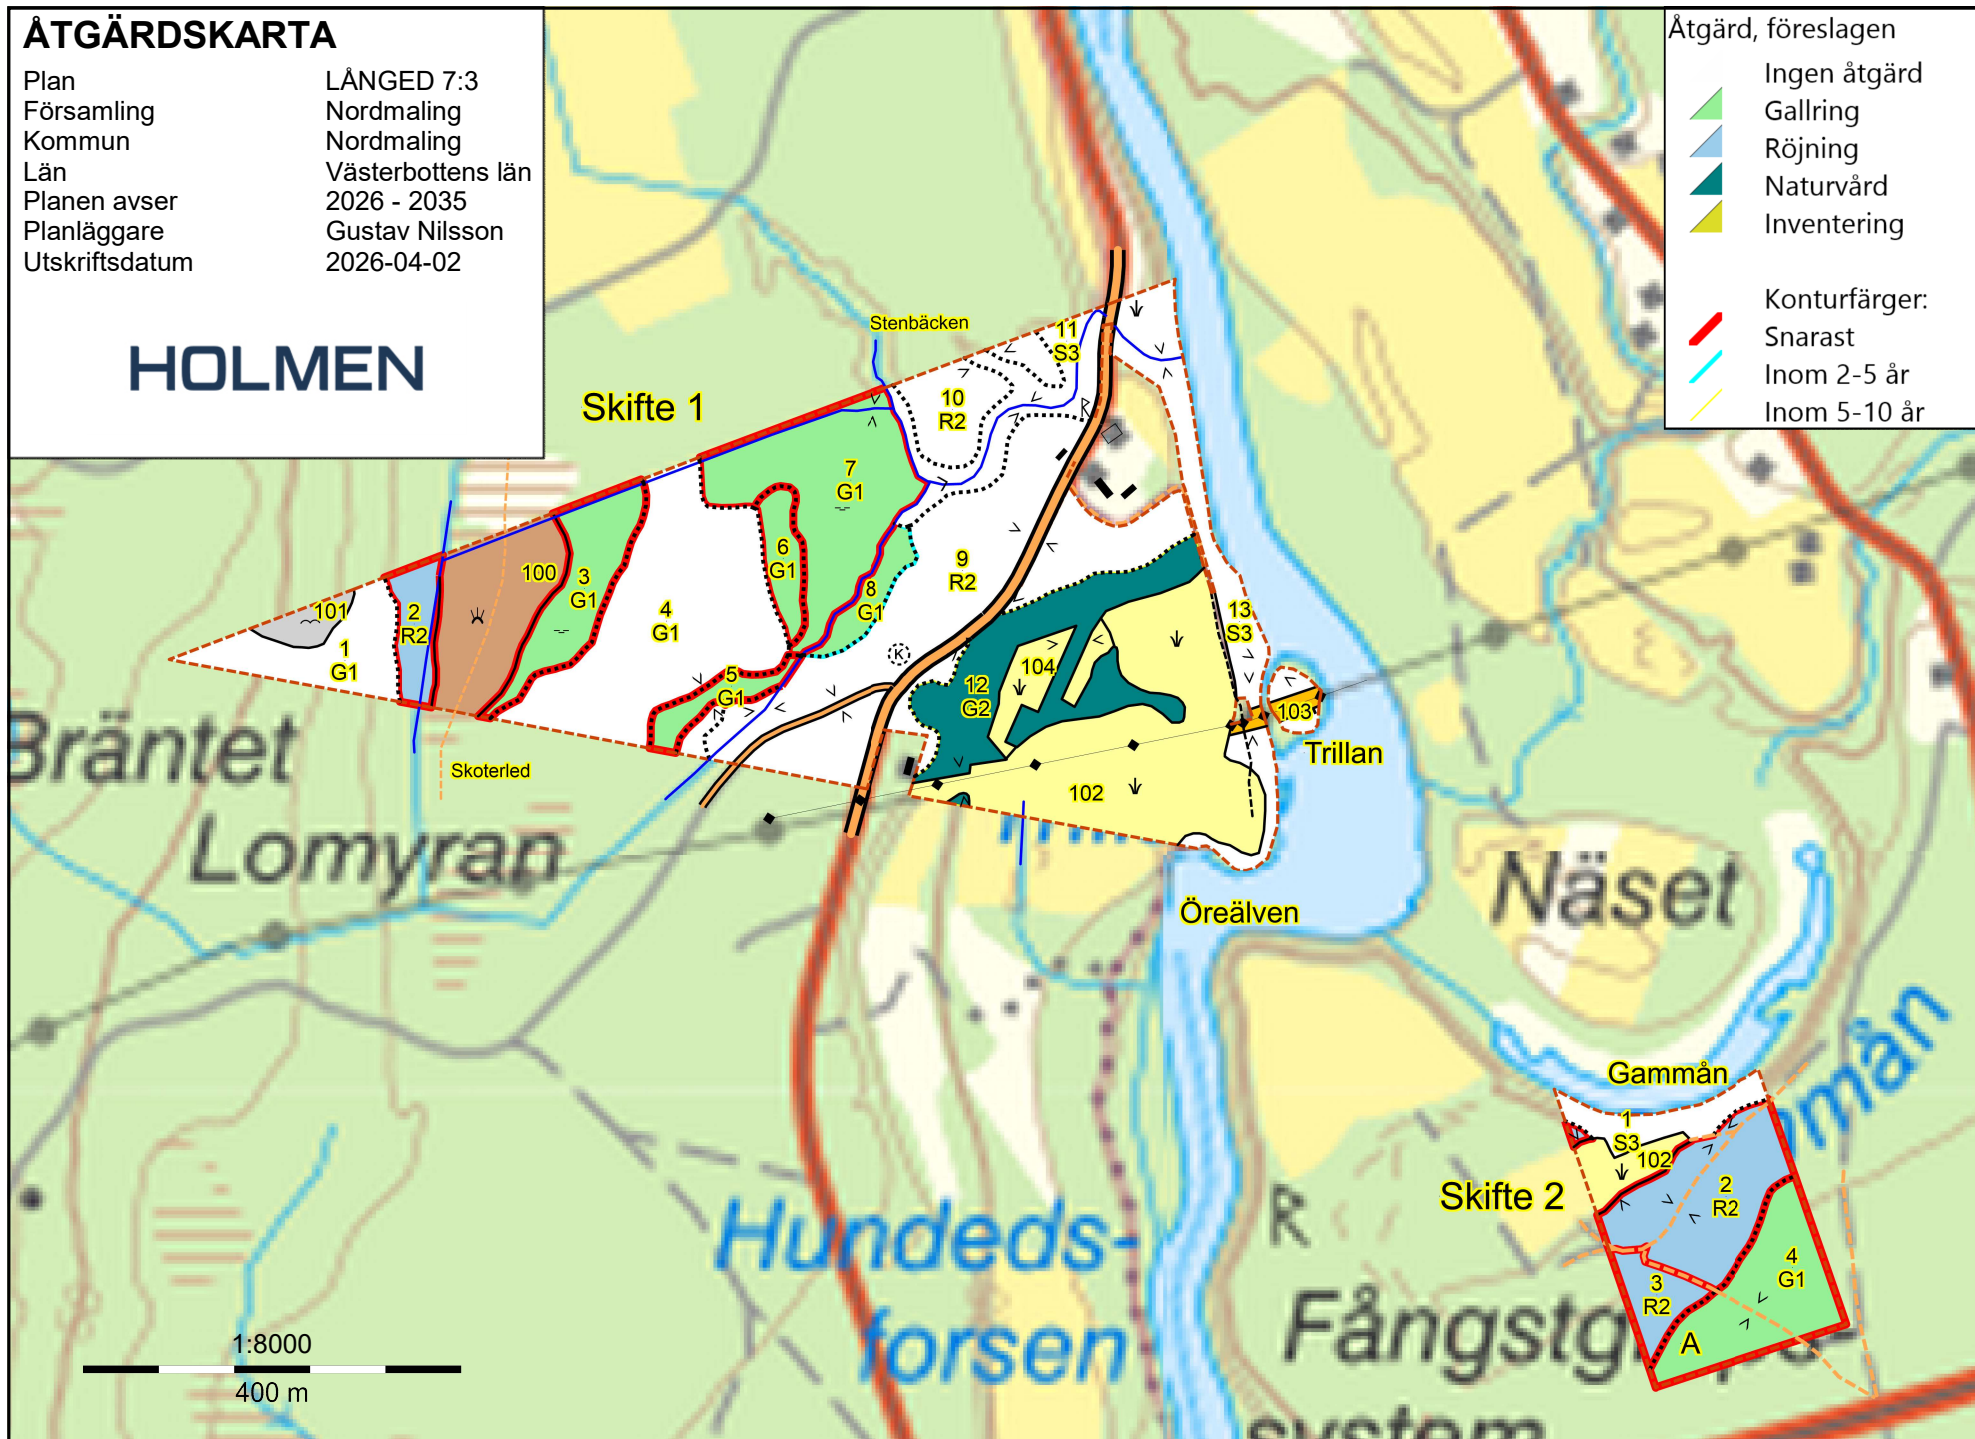 ÅTGÄRDSKARTA
Plan LÅNGED 7:3
Församling Nordmaling
Kommun Nordmaling
Län Västerbottens län
Planen avser 2026 - 2035
Planläggare Gustav Nilsson
Utskriftsdatum 2026-04-02
HOLMEN
Åtgärd, föreslagen
Ingen åtgärd
Gallring
Röjning
Naturvård
Inventering
Konturfärger:
Snarast
Inom 2-5 år
Inom 5-10 år
Stenbäcken
11
S3
Skifte 1
10
R2
R
7
G1
6
G1
100
3
G1
9
R2
8
G1
101
2
R2
1
G1
4
G1
13
S3
K
5
G1
104
12
G2
103
Trillan
Skoterled
102
Bräntet
Lomyran
Öreälven
Näset
Gammån
1
S3
102
Skifte 2
2
R2
3
R2
4
G1
A
mån
R
Hundeds-
forsen
Fångstg
system
1:8000
400 m